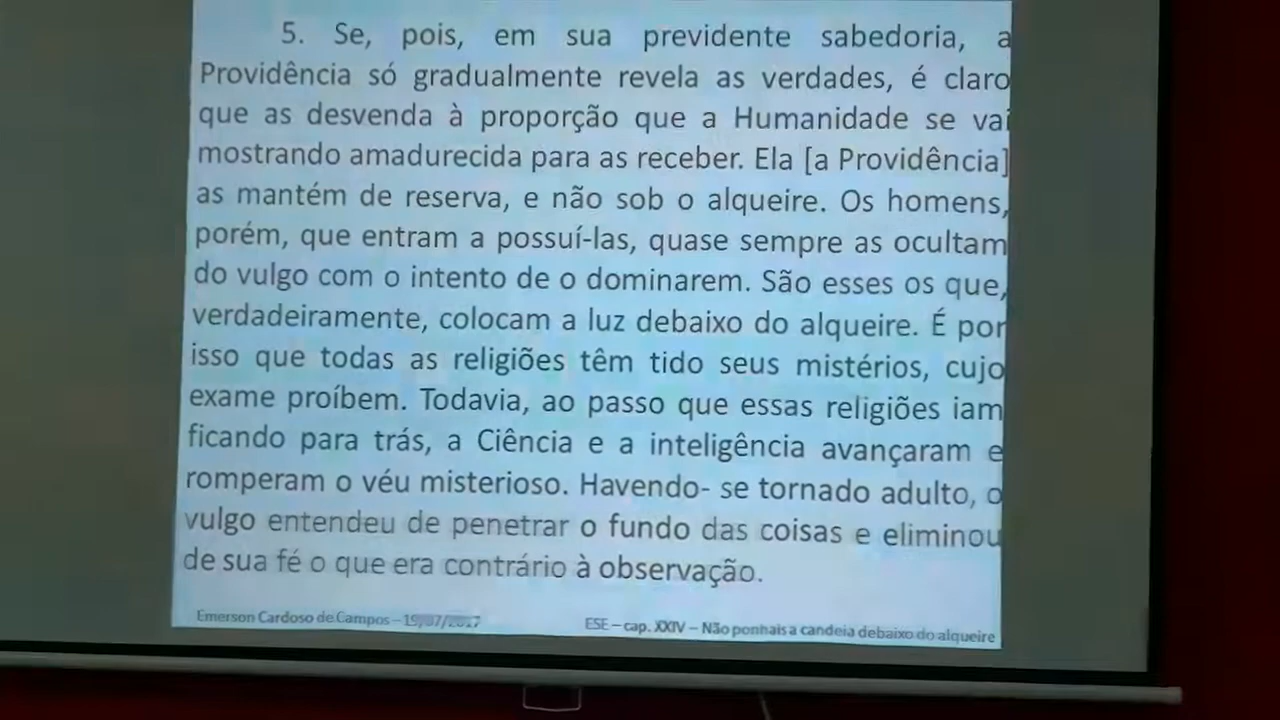 5. Se, pois, em sua previdente sabedoria, a
Providência só gradualmente revela as verdades, é claro
que as desvenda à proporção que a Humanidade se vai
mostrando amadurecida para as receber. Ela [a Providência]
as mantém de reserva, e não sob o alqueire. Os homens,
porém, que entram a possuí-las, quase sempre as ocultam
do vulgo com o intento de o dominarem. São esses os que,
verdadeiramente, colocam a luz debaixo do alqueire. É por
isso que todas as religiões têm tido seus mistérios, cujo
exame proíbem. Todavia, ao passo que essas religiões iam
ficando para trás, a Ciência e a inteligência avançaram e
romperam o véu misterioso. Havendo- se tornado adulto, o
vulgo entendeu de penetrar o fundo das coisas e eliminou
de sua fé o que era contrário à observação.
Emerson Cardoso de Campos – 19/07/2017
ESE – cap. XXIV – Não ponhais a candeia debaixo do alqueire